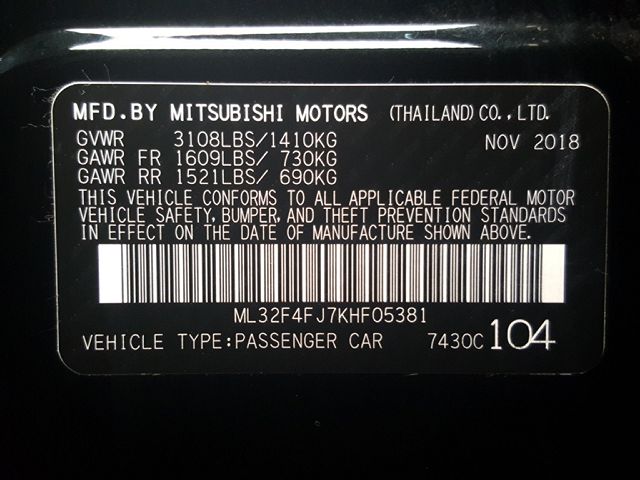 MFD.BY MITSUBISHI MOTORS (THAILAND)CO.,LTD.
GVWR 3108LBS/1410KG NOV 2018
GAWR FR 1609LBS/ 730KG
GAWR RR 1521LBS/ 690KG
THIS VEHICLE CONFORMS TO ALL APPLICABLE FEDERAL MOTOR
VEHICLE SAFETY, BUMPER, AND THEFT PREVENTION STANDARDS
IN EFFECT ON THE DATE OF MANUFACTURE SHOWN ABOVE.
ML32F4FJ7KHF05381
VEHICLE TYPE:PASSENGER CAR 7430C 104